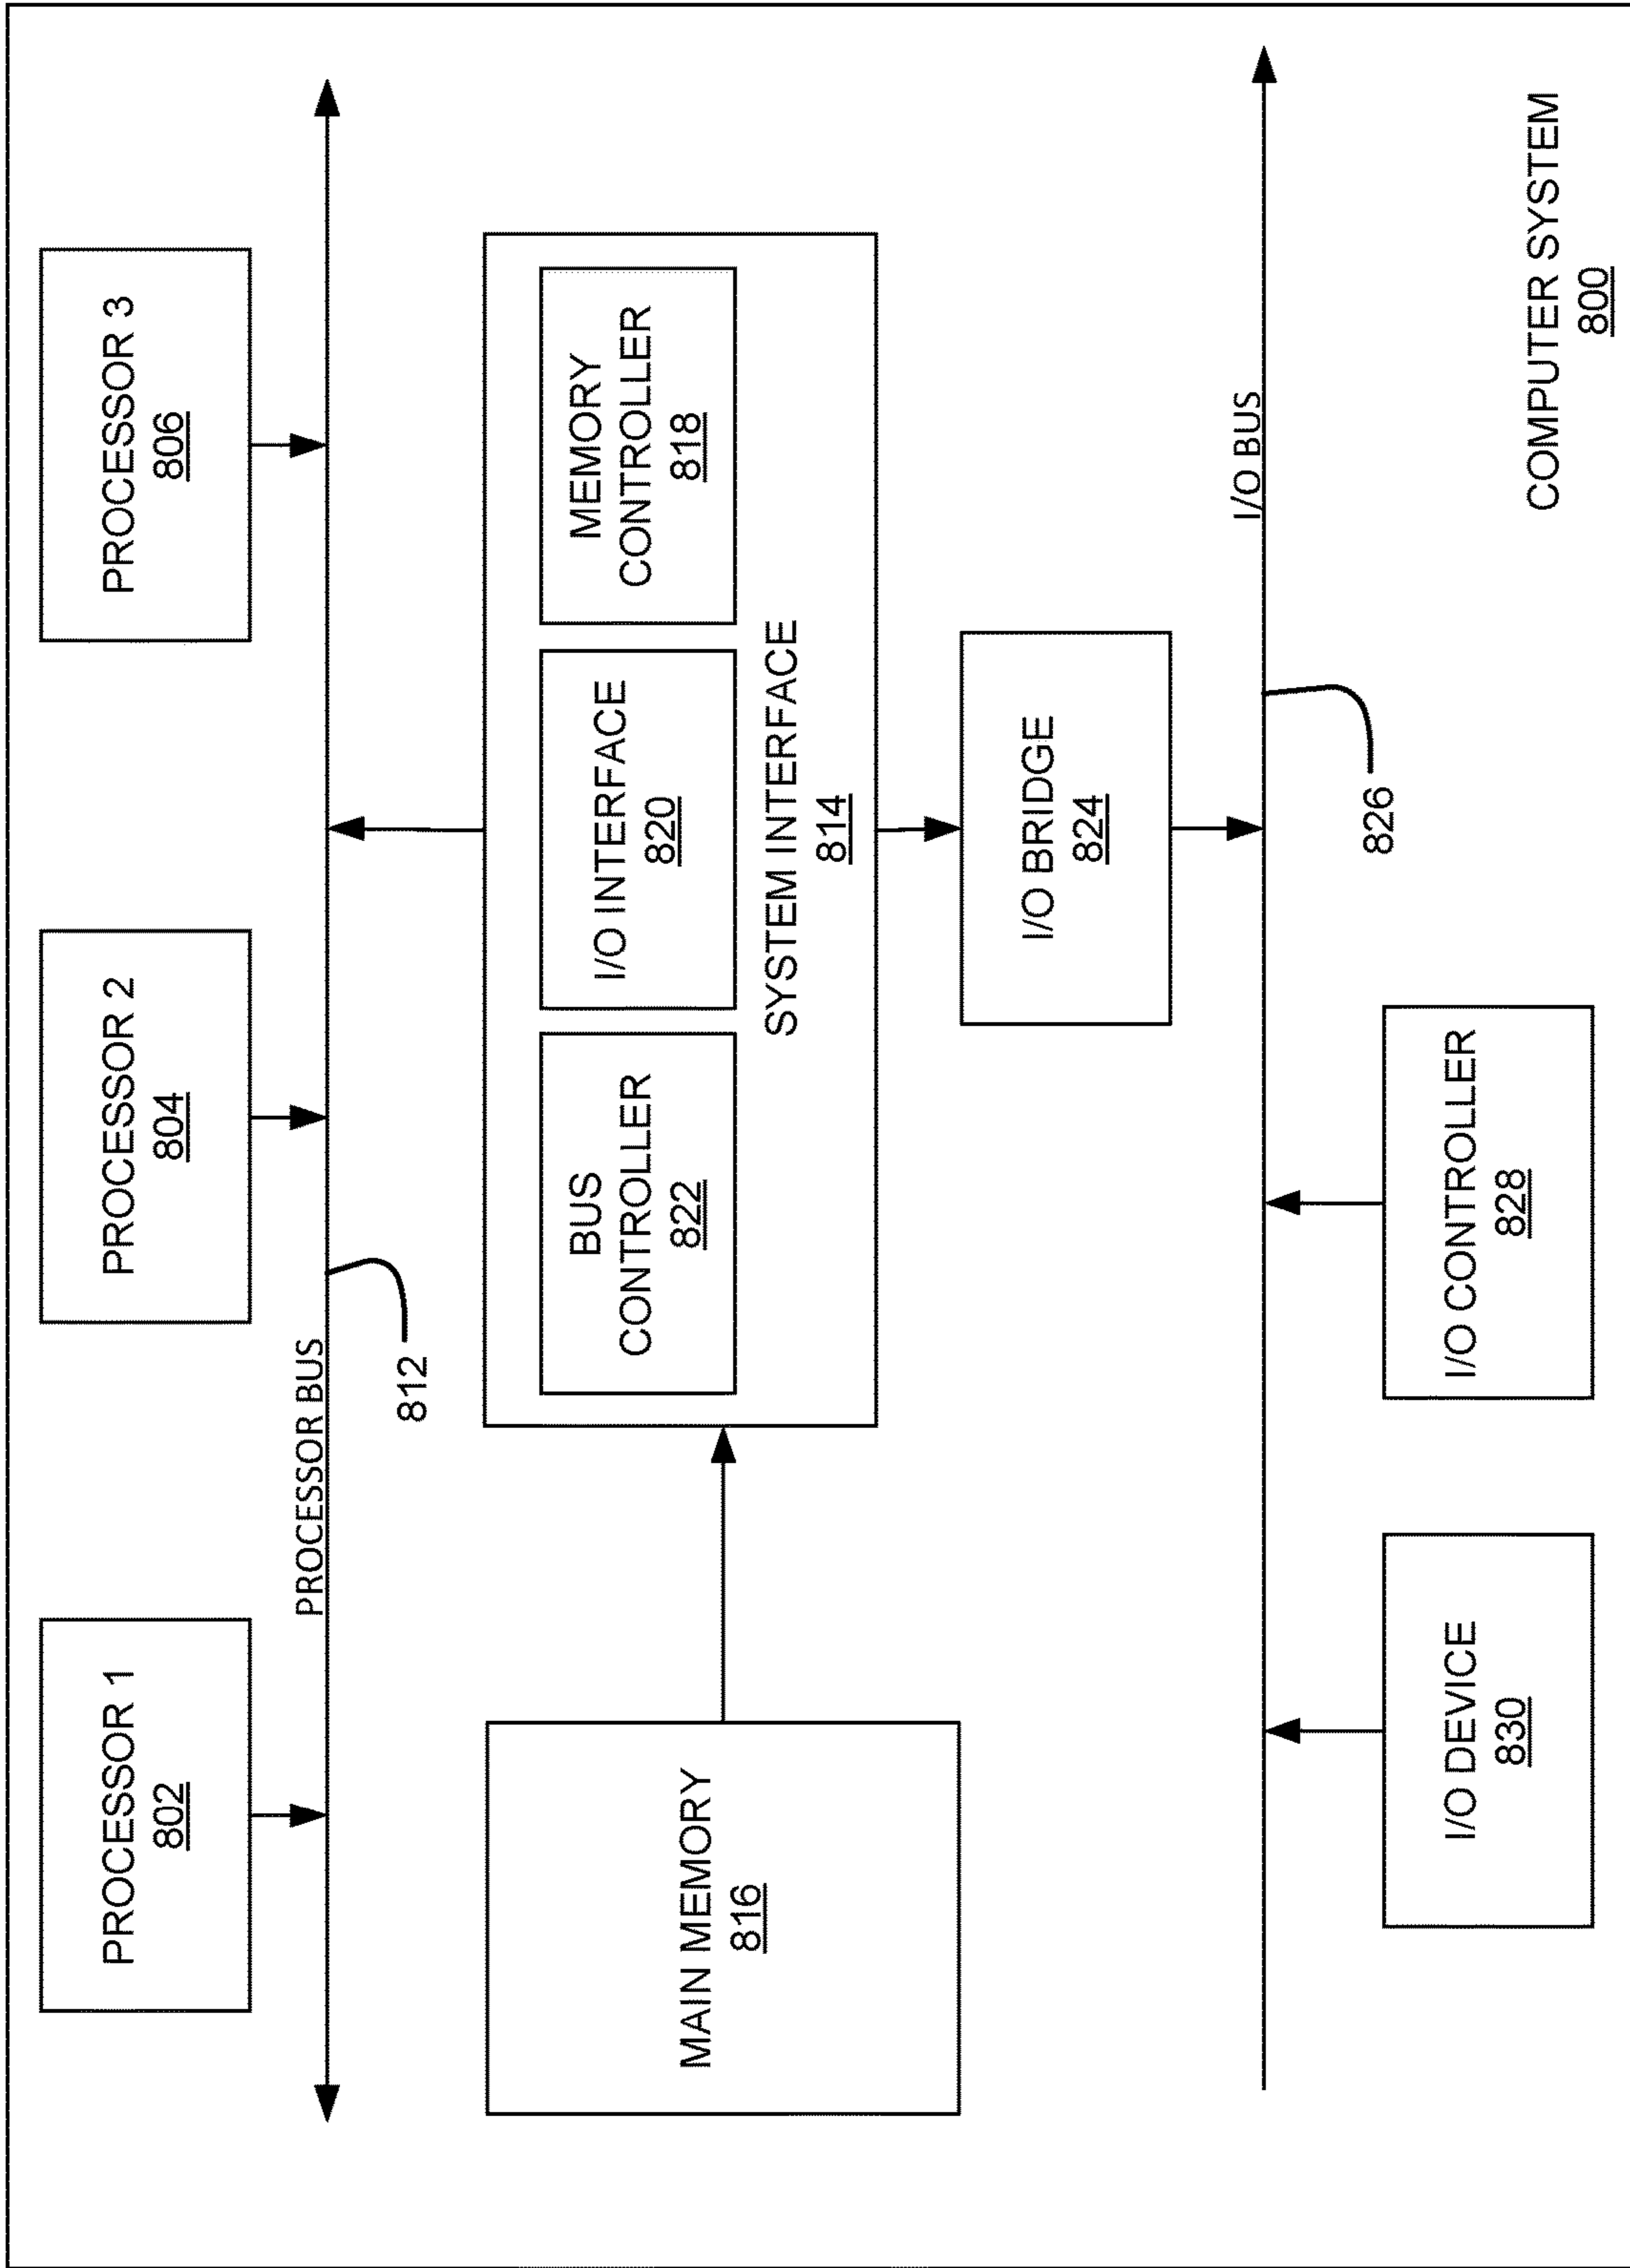 PROCESSOR 1
802
PROCESSOR 2
804
PROCESSOR 3
806
PROCESSOR BUS
812
MAIN MEMORY
816
BUS
CONTROLLER
822
I/O INTERFACE
820
MEMORY
CONTROLLER
818
SYSTEM INTERFACE
814
I/O BRIDGE
824
I/O BUS
826
I/O DEVICE
830
I/O CONTROLLER
828
COMPUTER SYSTEM
800